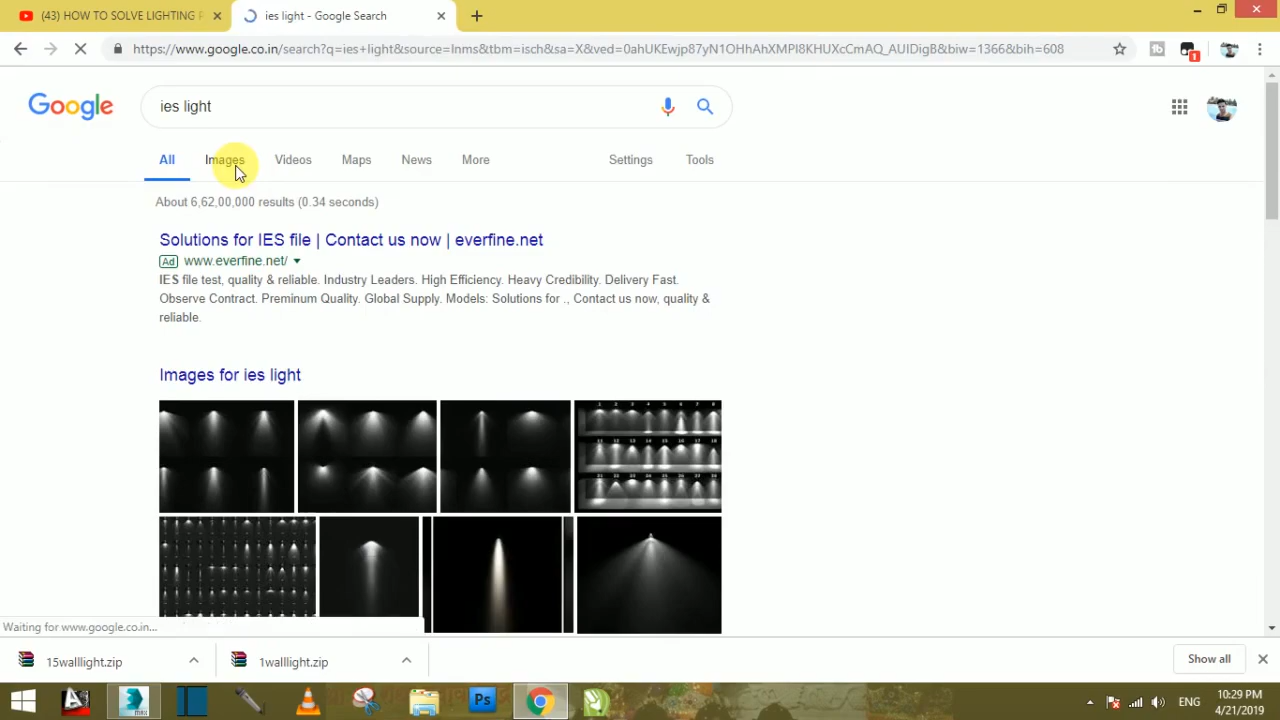 (43) HOW TO SOLVE LIGHTING
ies light - Google Search
https://www.google.co.in/search?q=ies+light&source=lnms&tbm=isch&sa=X&ved=0ahUKEwjp87yN1OHhAhXMPI8KHUXcCmAQ_AUIDigB&biw=1366&bih=608
1
Google
ies light
All Images Videos Maps News More Settings Tools
About 6,62,00,000 results (0.34 seconds)
Solutions for IES file | Contact us now | everfine.net
Ad www.everfine.net/
IES file test, quality & reliable. Industry Leaders. High Efficiency. Heavy Credibility. Delivery Fast.
Observe Contract. Preminum Quality. Global Supply. Models: Solutions for ., Contact us now, quality &
reliable.
Images for ies light
Waiting for www.google.co.in...
15walllight.zip
1walllight.zip
Show all
Ps
ENG
10:29 PM
4/21/2019